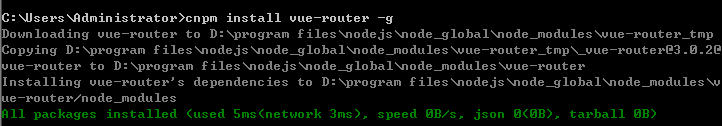 C:\Users\Administrator>cnpm install vue-router -g
Downloading vue-router to D:\program files\nodejs\node_global\node_modules\vue-router_tmp
Copying D:\program files\nodejs\node_global\node_modules\vue-router_tmp\_vue-router@3.0.2@
vue-router to D:\program files\nodejs\node_global\node_modules\vue-router
Installing vue-router's dependencies to D:\program files\nodejs\node_global\node_modules\v
ue-router/node_modules
All packages installed (used 5ms(network 3ms), speed 0B/s, json 0(0B), tarball 0B)